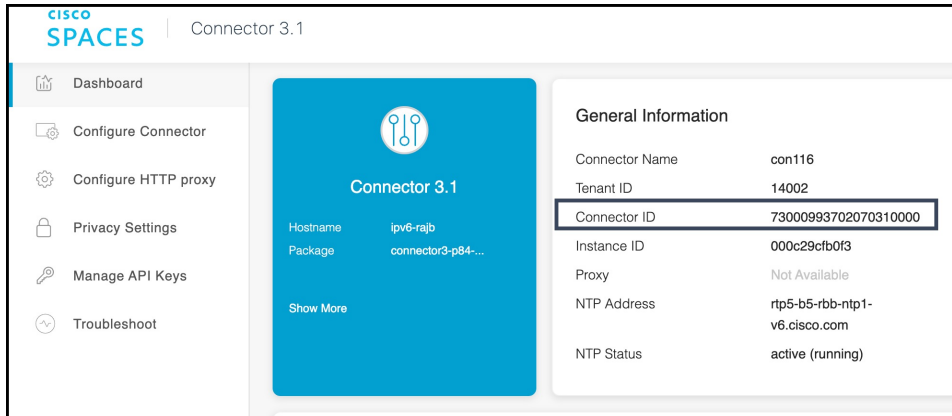 CISCO
SPACES
Connector 3.1
Dashboard
Configure Connector
Configure HTTP proxy
Privacy Settings
Manage API Keys
Troubleshoot
Connector 3.1
Hostname ipv6-rajb
Package connector3-p84-...
Show More
General Information
Connector Name con116
Tenant ID 14002
Connector ID 73000993702070310000
Instance ID 000c29cfb0f3
Proxy Not Available
NTP Address rtp5-b5-rbb-ntp1-
v6.cisco.com
NTP Status active (running)